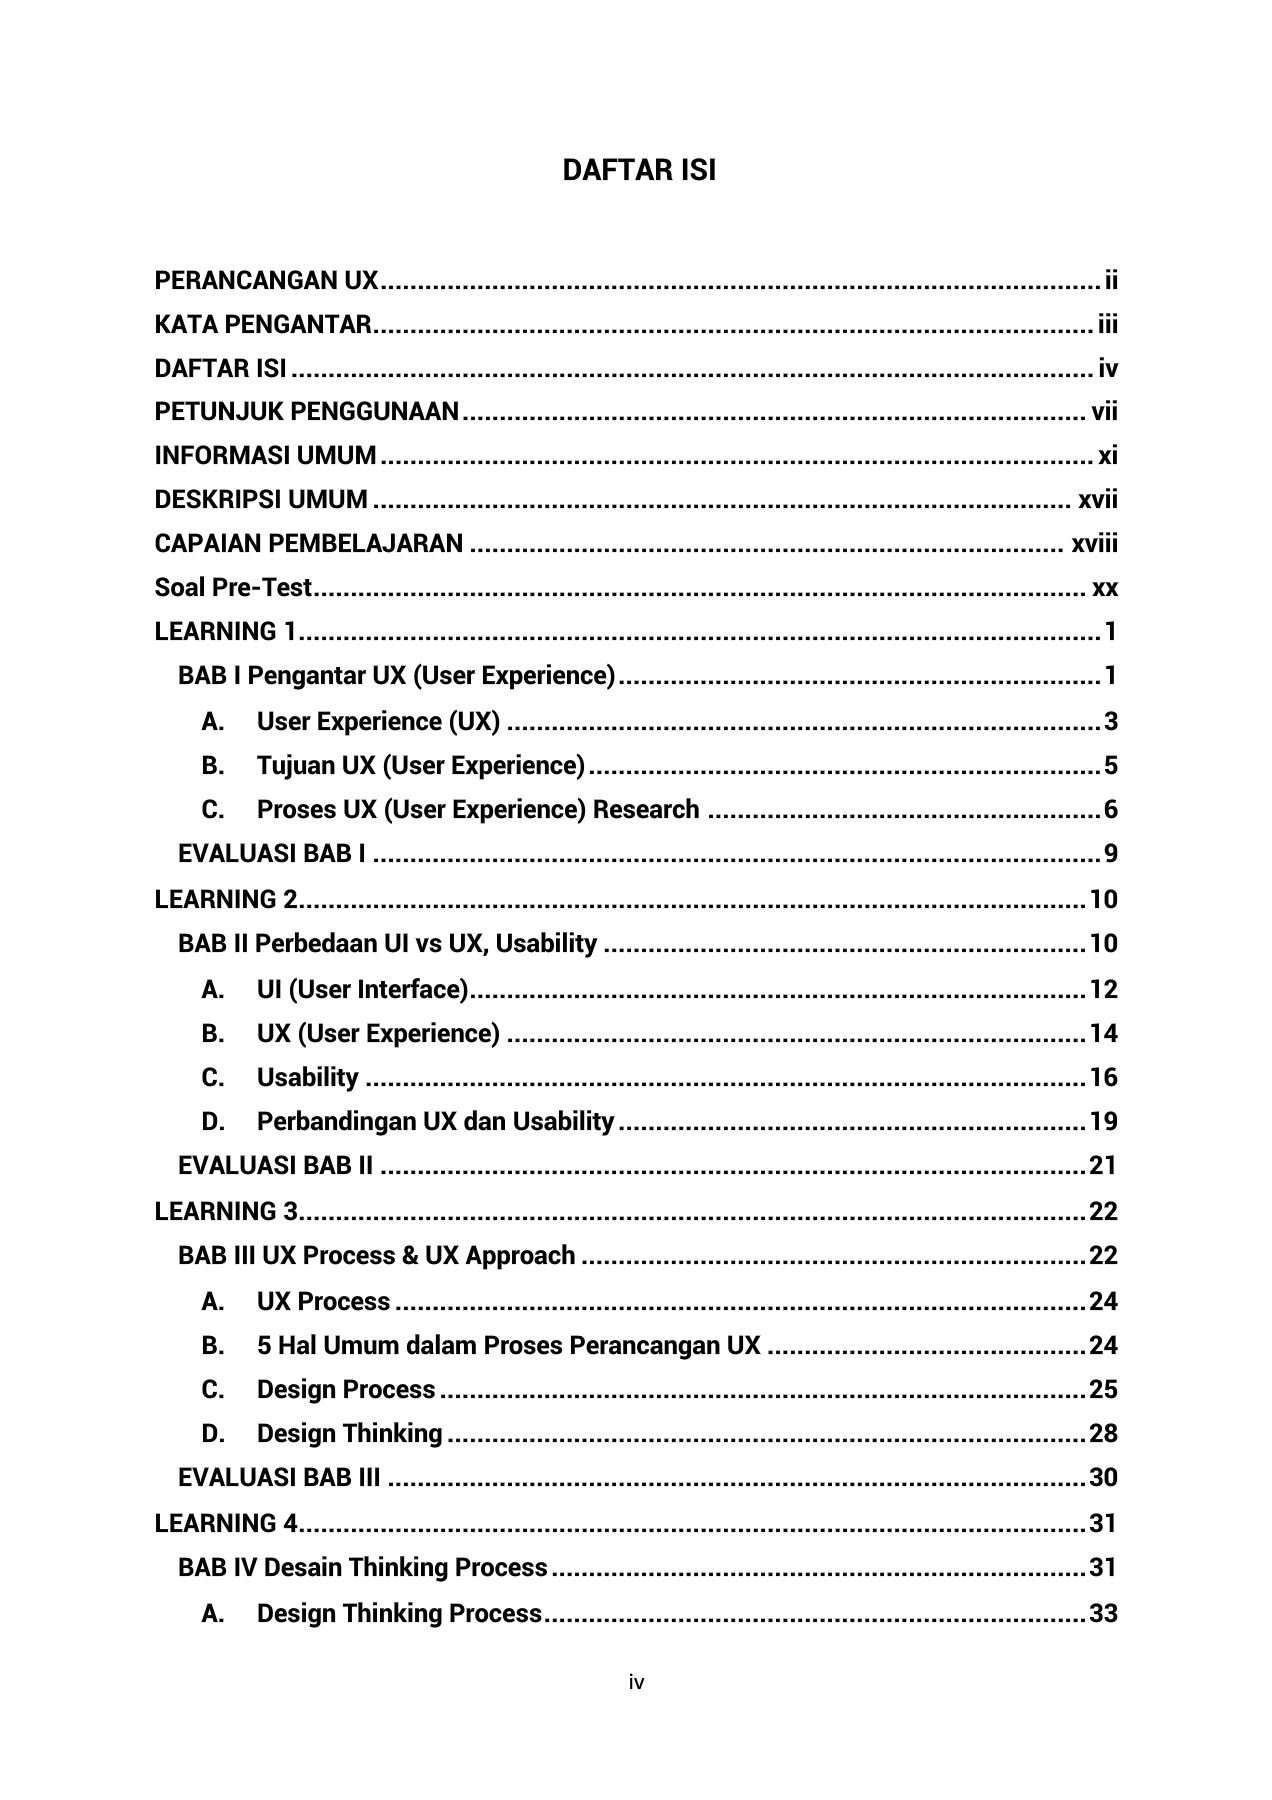 DAFTAR ISI
PERANCANGAN UX ii
KATA PENGANTAR iii
DAFTAR ISI iv
PETUNJUK PENGGUNAAN vii
INFORMASI UMUM xi
DESKRIPSI UMUM xvii
CAPAIAN PEMBELAJARAN xviii
Soal Pre-Test xx
LEARNING 1 1
BAB I Pengantar UX (User Experience) 1
A. User Experience (UX) 3
B. Tujuan UX (User Experience) 5
C. Proses UX (User Experience) Research 6
EVALUASI BAB I 9
LEARNING 2 10
BAB II Perbedaan UI vs UX, Usability 10
A. UI (User Interface) 12
B. UX (User Experience) 14
C. Usability 16
D. Perbandingan UX dan Usability 19
EVALUASI BAB II 21
LEARNING 3 22
BAB III UX Process & UX Approach 22
A. UX Process 24
B. 5 Hal Umum dalam Proses Perancangan UX 24
C. Design Process 25
D. Design Thinking 28
EVALUASI BAB III 30
LEARNING 4 31
BAB IV Desain Thinking Process 31
A. Design Thinking Process 33
iv